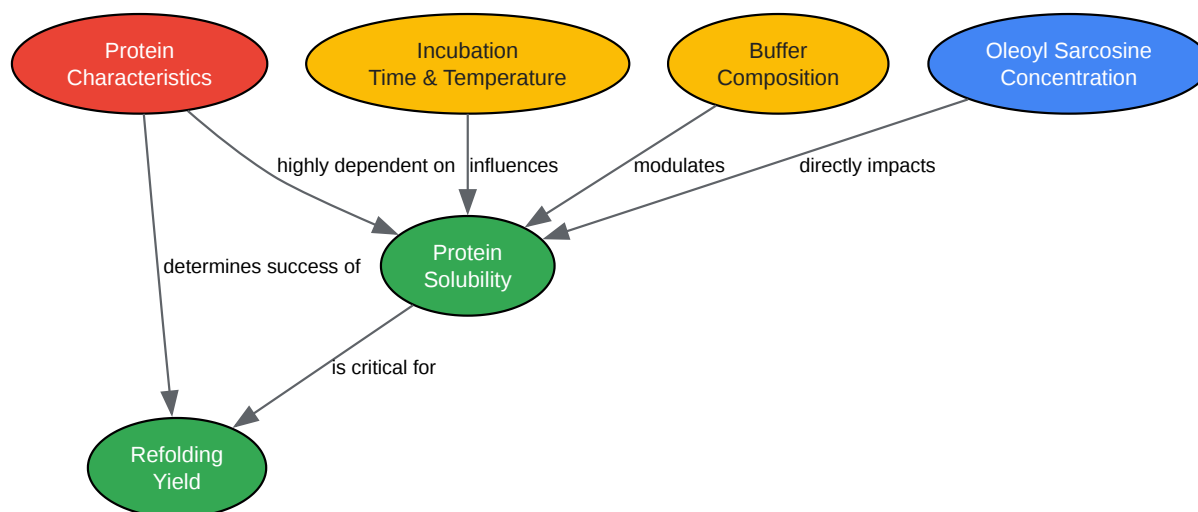 Protein
Characteristics
Incubation
Time & Temperature
Buffer
Composition
Oleoyl Sarcosine
Concentration
highly dependent on
influences
modulates
directly impacts
determines success of
Protein
Solubility
is critical for
Refolding
Yield